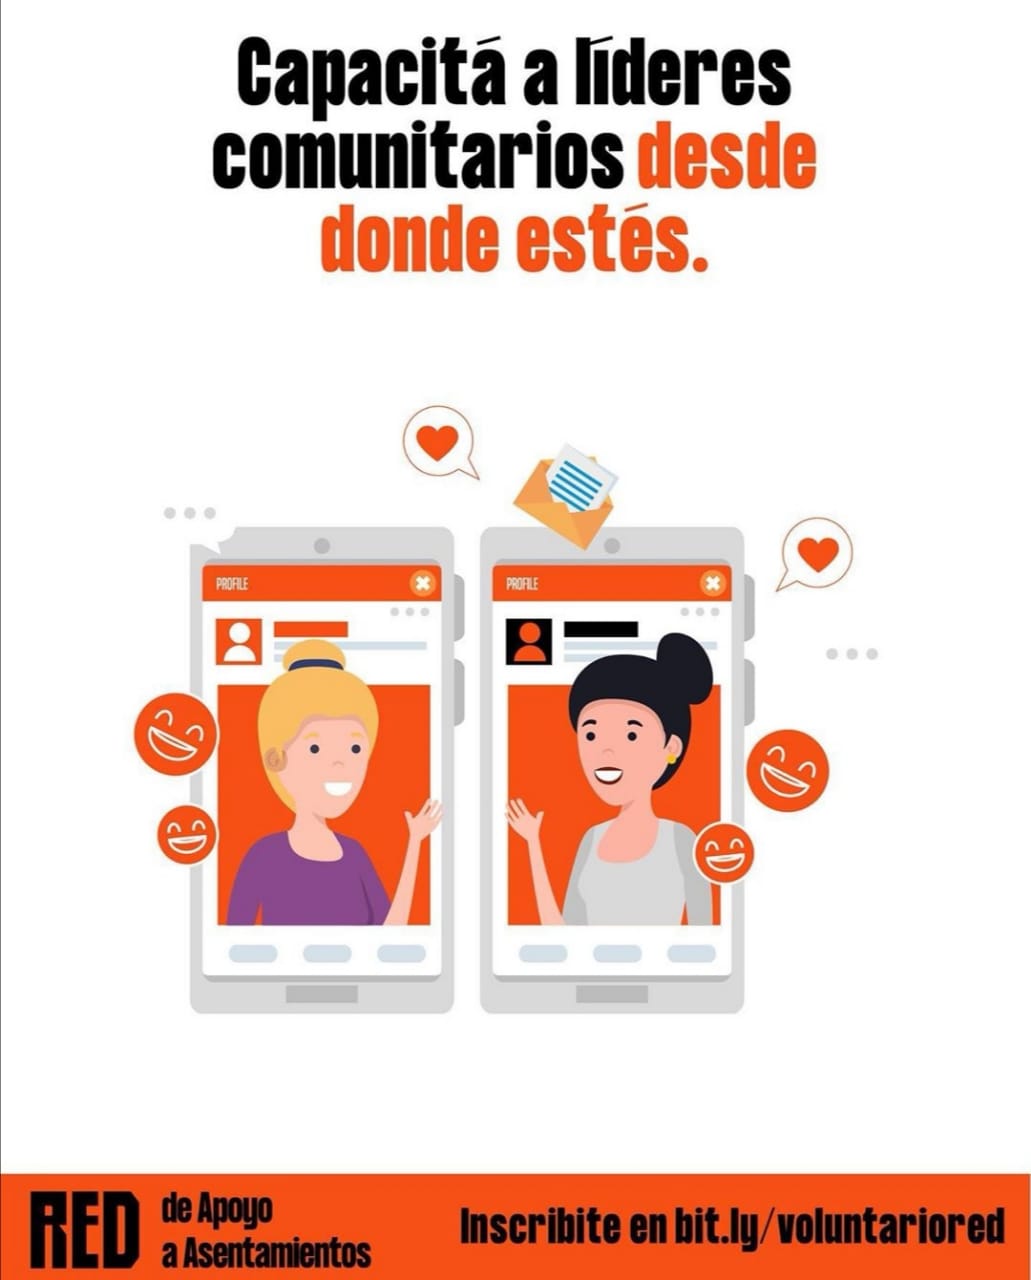 Capacitá a líderes
comunitarios desde
donde estés.
PROFILE
PROFILE
RED
de Apoyo
a Asentamientos
Inscribite en bit.ly/voluntariored